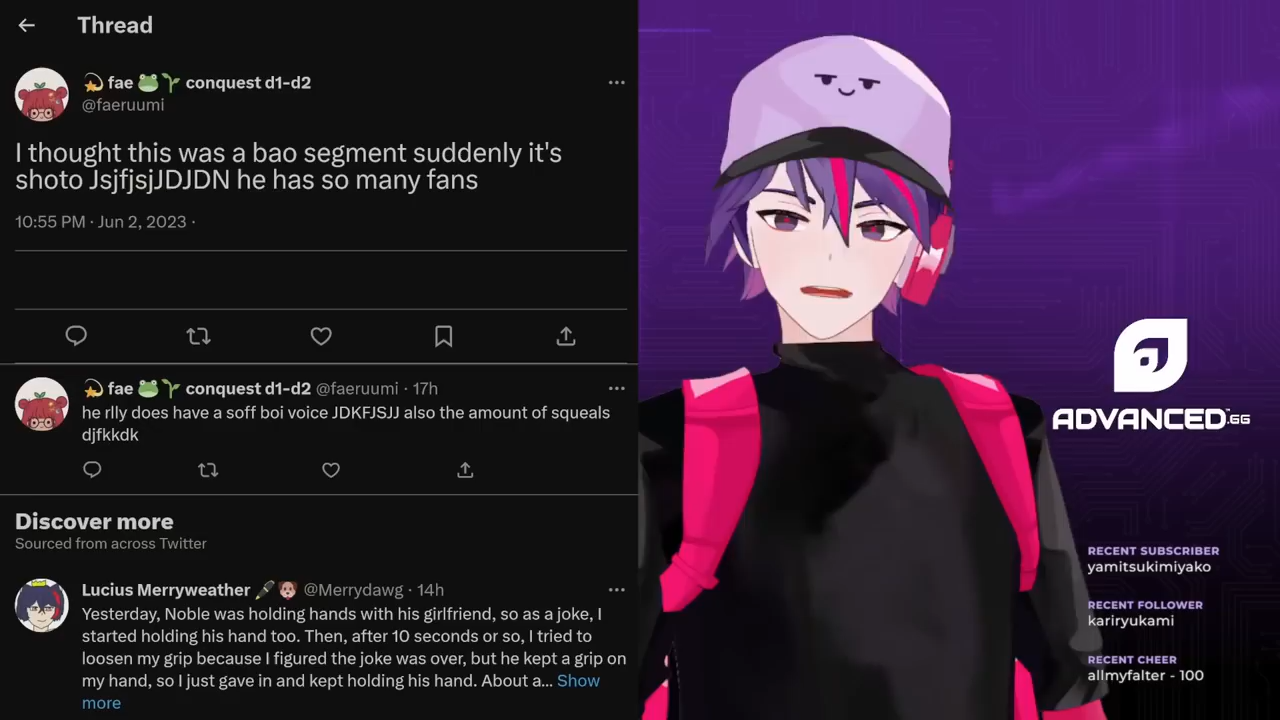 Thread
fae conquest d1-d2
@faeruumi
I thought this was a bao segment suddenly it's
shoto JsjfjsjJDJDN he has so many fans
10:55 PM · Jun 2, 2023 ·
fae conquest d1-d2 @faeruumi · 17h
he rlly does have a soff boi voice JDKFJSJJ also the amount of squeals
djfkkdk
Discover more
Sourced from across Twitter
Lucius Merryweather @Merrydawg · 14h
Yesterday, Noble was holding hands with his girlfriend, so as a joke, I
started holding his hand too. Then, after 10 seconds or so, I tried to
loosen my grip because I figured the joke was over, but he kept a grip on
my hand, so I just gave in and kept holding his hand. About a... Show
more
ADVANCED.GG
RECENT SUBSCRIBER
yamitsukimiyako
RECENT FOLLOWER
kariryukami
RECENT CHEER
allmyfalter - 100